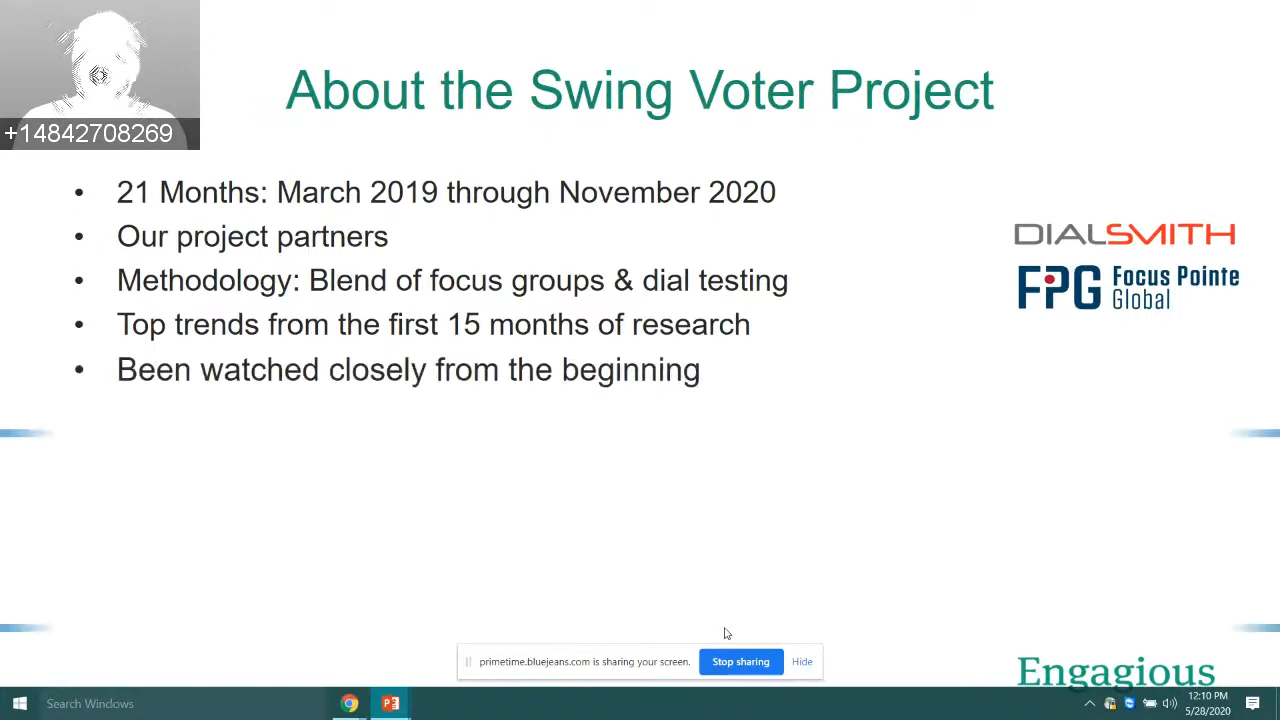 About the Swing Voter Project
+14842708269
• 21 Months: March 2019 through November 2020
• Our project partners
• Methodology: Blend of focus groups & dial testing
• Top trends from the first 15 months of research
• Been watched closely from the beginning
DIALSMITH
FPG Focus Pointe
Global
primetime.bluejeans.com is sharing your screen. Stop sharing Hide
Engagious
Search Windows
12:10 PM
5/28/2020